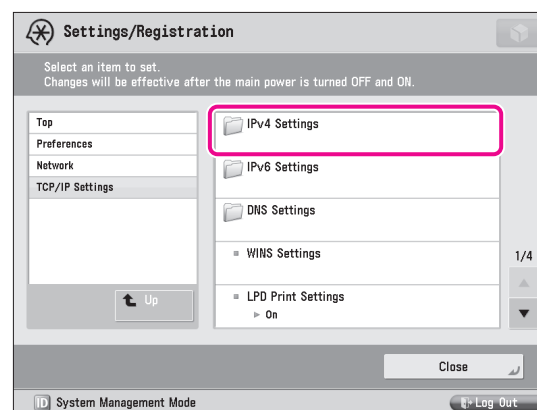 Settings/Registration
Select an item to set.
Changes will be effective after the main power is turned OFF and ON.
Top
Preferences
Network
TCP/IP Settings
Up
IPv4 Settings
IPv6 Settings
DNS Settings
WINS Settings
LPD Print Settings
On
1/4
Close
ID System Management Mode
Log Out